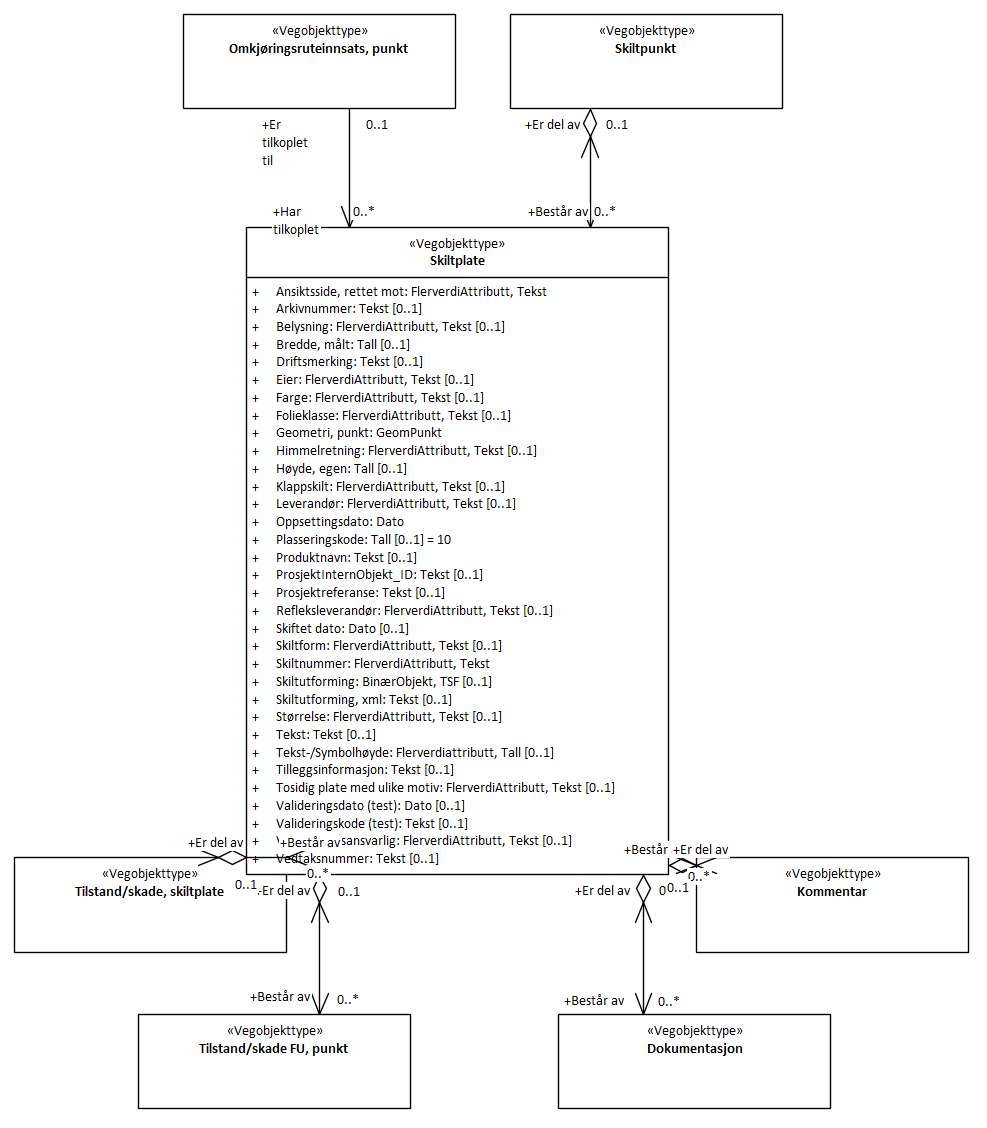 «Vegobjekttype»
Omkjøringsruteinnsats, punkt
«Vegobjekttype»
Skiltpunkt
+Er
tilkoplet
til
0..1
+Er del av
0..1
+Har
tilkoplet
0..*
+Består av
0..*
«Vegobjekttype»
Skiltplate
+ Ansiktsside, rettet mot: FlerverdiAttributt, Tekst
+ Arkivnummer: Tekst [0..1]
+ Belysning: FlerverdiAttributt, Tekst [0..1]
+ Bredde, målt: Tall [0..1]
+ Driftsmerking: Tekst [0..1]
+ Eier: FlerverdiAttributt, Tekst [0..1]
+ Farge: FlerverdiAttributt, Tekst [0..1]
+ Folieklasse: FlerverdiAttributt, Tekst [0..1]
+ Geometri, punkt: GeomPunkt
+ Himmelretning: FlerverdiAttributt, Tekst [0..1]
+ Høyde, egen: Tall [0..1]
+ Klappskilt: FlerverdiAttributt, Tekst [0..1]
+ Leverandør: FlerverdiAttributt, Tekst [0..1]
+ Oppsettingsdato: Dato
+ Plasseringskode: Tall [0..1] = 10
+ Produktnavn: Tekst [0..1]
+ ProsjektInternObjekt_ID: Tekst [0..1]
+ Prosjektreferanse: Tekst [0..1]
+ Refleksleverandør: FlerverdiAttributt, Tekst [0..1]
+ Skiftet dato: Dato [0..1]
+ Skiltform: FlerverdiAttributt, Tekst [0..1]
+ Skiltnummer: FlerverdiAttributt, Tekst
+ Skiltutforming: BinærObjekt, TSF [0..1]
+ Skiltutforming, xml: Tekst [0..1]
+ Størrelse: FlerverdiAttributt, Tekst [0..1]
+ Tekst: Tekst [0..1]
+ Tekst-/Symbolhøyde: Flerverdiattributt, Tall [0..1]
+ Tilleggsinformasjon: Tekst [0..1]
+ Tosidig plate med ulike motiv: FlerverdiAttributt, Tekst [0..1]
+ Valideringsdato (test): Dato [0..1]
+ Valideringskode (test): Tekst [0..1]
+ sansvarlig: FlerverdiAttributt, Tekst [0..1]
+ Vedtaksnummer: Tekst [0..1]
+Er del av
+Består av
0..1
0..*
+Består
+Er del av
0..*
0..1
«Vegobjekttype»
Tilstand/skade, skiltplate
«Vegobjekttype»
Kommentar
Er del av
0..1
+Er del av
+Består av
0..*
+Består av
0..*
«Vegobjekttype»
Tilstand/skade FU, punkt
«Vegobjekttype»
Dokumentasjon